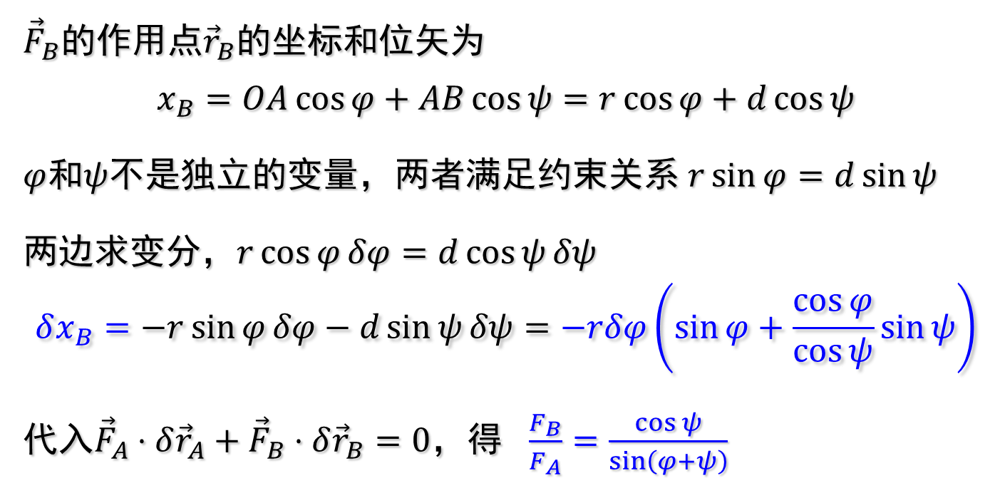 $\vec{F}_B$的作用点$\vec{r}_B$的坐标和位矢为
$x_B = OA \cos\varphi + AB \cos\psi = r \cos\varphi + d \cos\psi$
$\varphi$和$\psi$不是独立的变量，两者满足约束关系 $r \sin\varphi = d \sin\psi$
两边求变分，$r \cos\varphi \, \delta\varphi = d \cos\psi \, \delta\psi$
$\delta x_B = -r \sin\varphi \, \delta\varphi - d \sin\psi \, \delta\psi = -r\delta\varphi \left( \sin\varphi + \frac{\cos\varphi}{\cos\psi} \sin\psi \right)$
代入$\vec{F}_A \cdot \delta\vec{r}_A + \vec{F}_B \cdot \delta\vec{r}_B = 0$，得 $\frac{F_B}{F_A} = \frac{\cos\psi}{\sin(\varphi+\psi)}$